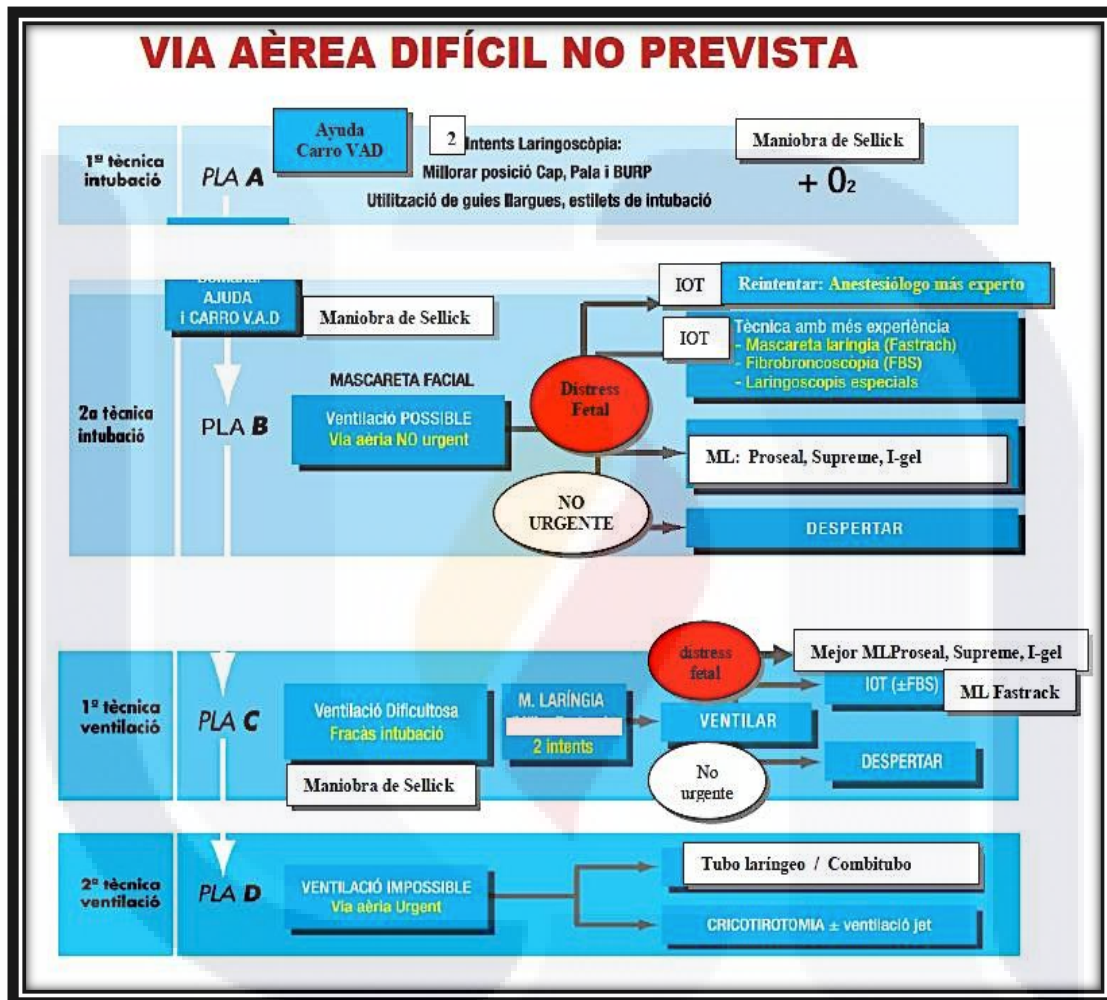 VIA AÈREA DIFÍCIL NO PREVISTA
1ª tècnica
intubació
PLA A
Ayuda
Carro VAD
2 Intents Laringoscòpia:
Millorar posició Cap, Pala i BURP
Utilització de guies llargues, estilets de intubació
Maniobra de Sellick
+ O2
2a tècnica
intubació
AJUDA
I CARRO V.A.D
Maniobra de Sellick
PLA B
MASCARETA FACIAL
Ventilació POSSIBLE
Via aéria NO urgent
Distress
Fetal
NO
URGENTE
IOT
Reintentar: Anestesiólogo más experto
IOT
Tècnica amb més experiència
- Mascareta laríngia (Fastrach)
- Fibrobroncoscòpia (FBS)
- Laringoscopis especials
ML: Proseal, Supreme, I-gel
DESPERTAR
1ª tècnica
ventilació
PLA C
Ventilació Dificultosa
Fracàs intubació
Maniobra de Sellick
M. LARÍNGIA
2 intents
VENTILAR
distress
fetal
No
urgente
Mejor MLProseal, Supreme, I-gel
IOT (±FBS)
ML Fastrack
DESPERTAR
2ª tècnica
ventilació
PLA D
VENTILACIÓ IMPOSSIBLE
Via aèria Urgent
Tubo laríngeo / Combitubo
CRICOTIROTOMIA ± ventilació jet